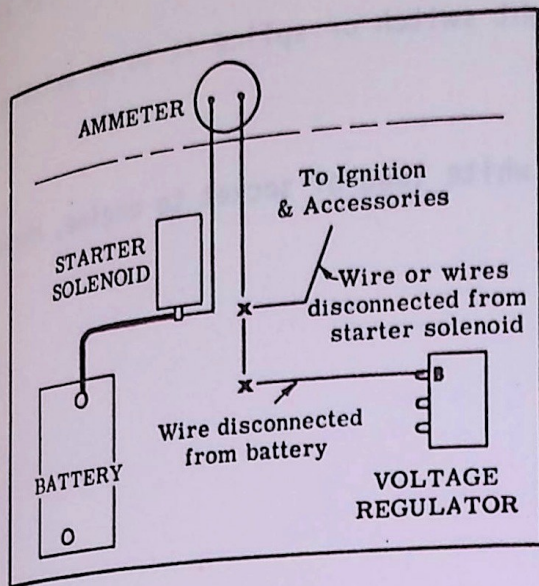 AMMETER
To Ignition
& Accessories
STARTER
SOLENOID
Wire or wires
disconnected from
starter solenoid
B
Wire disconnected
from battery
BATTERY
VOLTAGE
REGULATOR